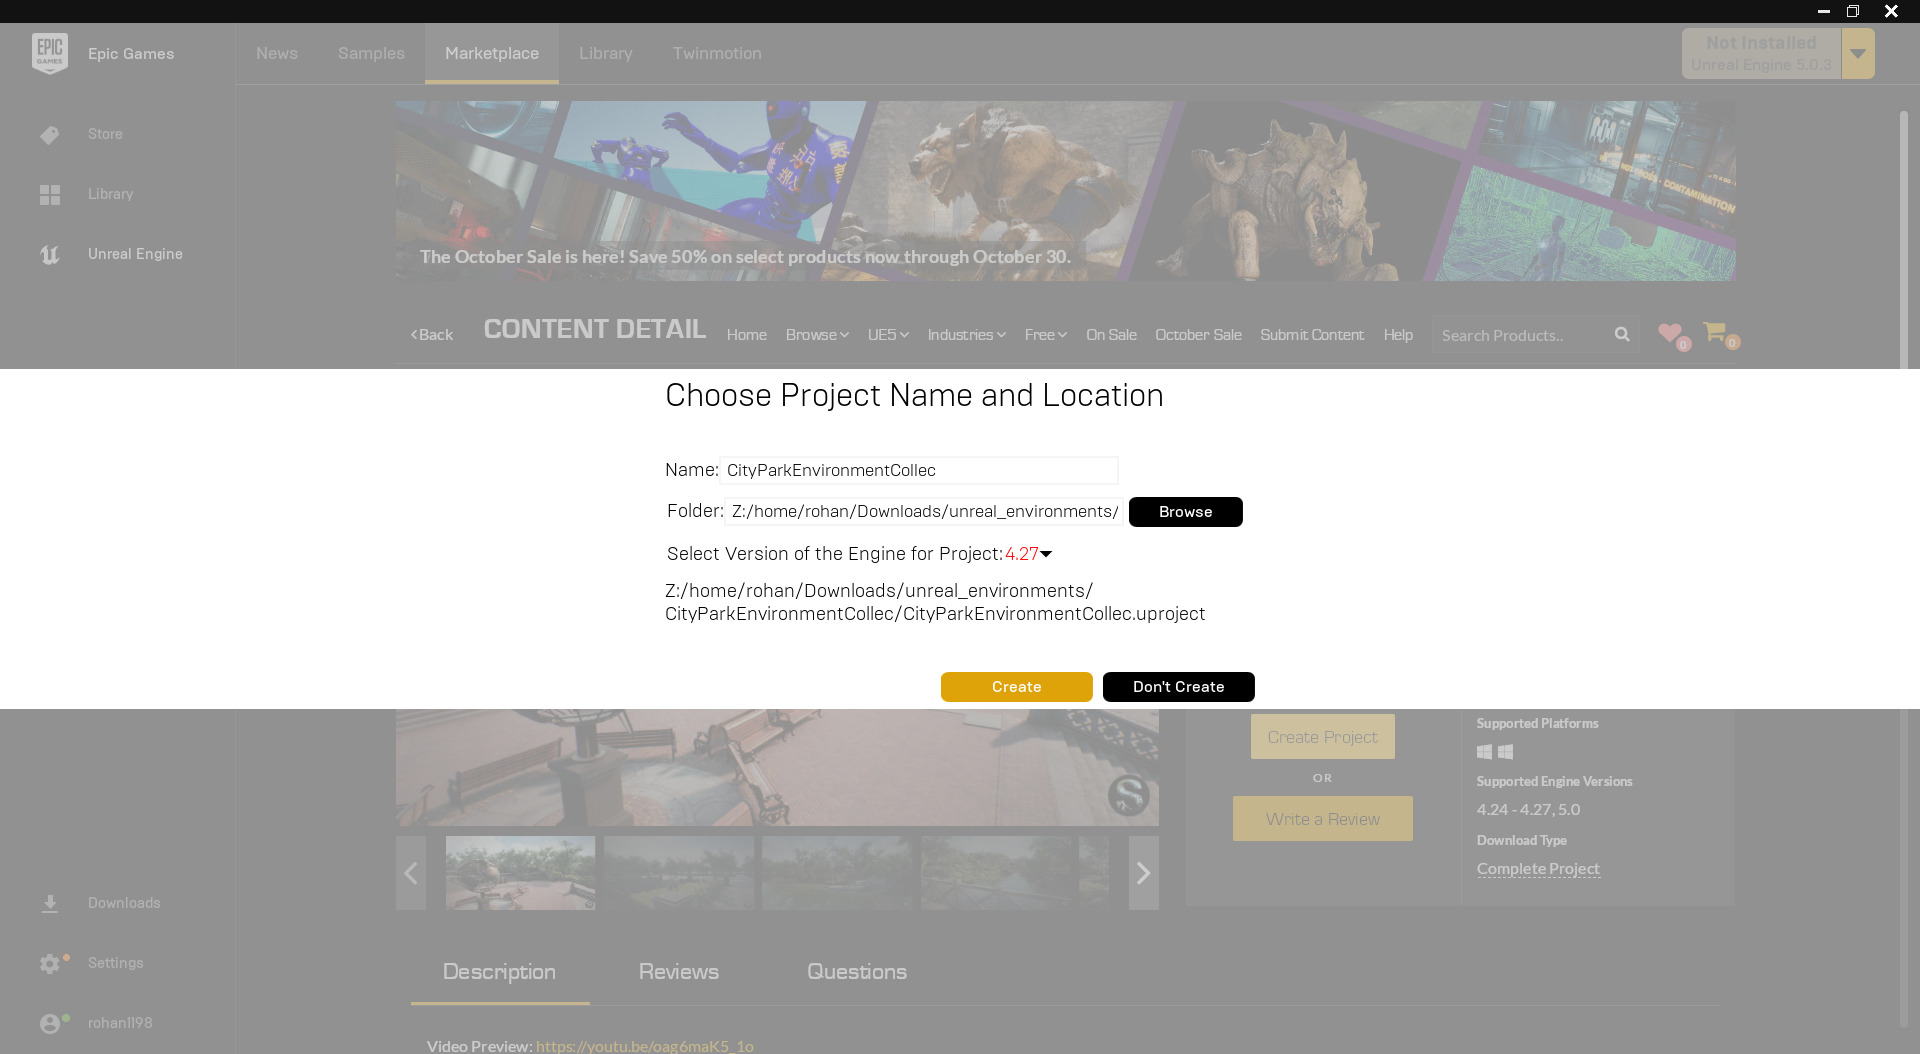 EPIC GAMES
Epic Games
News
Samples
Marketplace
Library
Twinmotion
Not Installed
Unreal Engine 5.0.3
Store
Library
Unreal Engine
CONTAMINATION
The October Sale is here! Save 50% on select products now through October 30.
Back
CONTENT DETAIL
Home
Browse
UE5
Industries
Free
On Sale
October Sale
Submit Content
Help
Search Products..
0
0
Choose Project Name and Location
Name: CityParkEnvironmentCollec
Folder: Z:/home/rohan/Downloads/unreal_environments/
Browse
Select Version of the Engine for Project: 4.27
Z:/home/rohan/Downloads/unreal_environments/
CityParkEnvironmentCollec/CityParkEnvironmentCollec.uproject
Create
Don't Create
Create Project
OR
Write a Review
Supported Platforms
Supported Engine Versions
4.24 - 4.27, 5.0
Download Type
Complete Project
Downloads
Settings
rohan1198
Description
Reviews
Questions
Video Preview: https://youtu.be/oag6maK5_1o